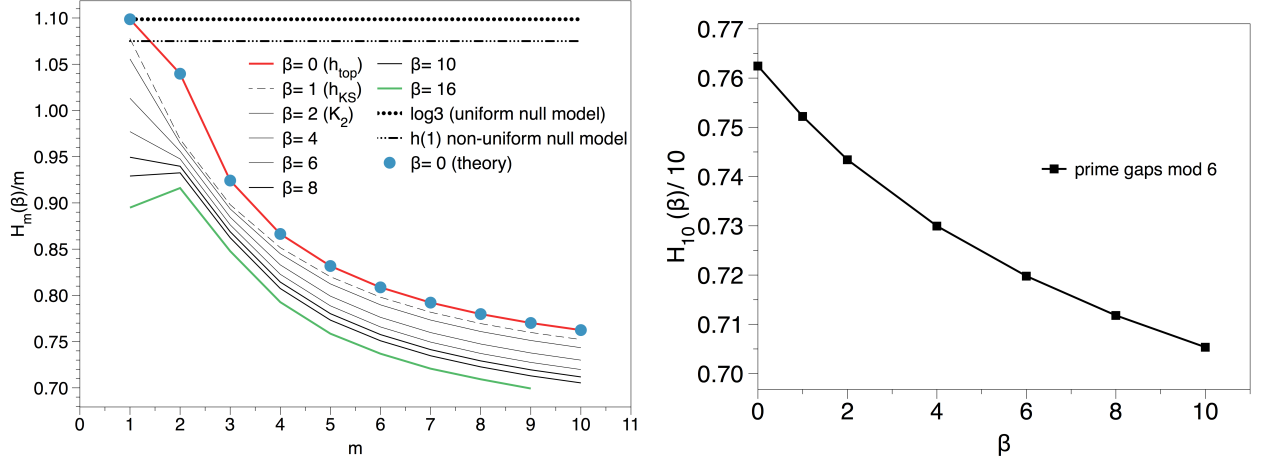 1.10
1.05
1.00
0.95
0.90
0.85
0.80
0.75
0.70
H_m(β)/m
0 1 2 3 4 5 6 7 8 9 10 11
m
β= 0 (h_top)
β= 1 (h_KS)
β= 2 (K_2)
β= 4
β= 6
β= 8
β= 10
β= 16
log3 (uniform null model)
h(1) non-uniform null model
β= 0 (theory)
0.77
0.76
0.75
0.74
0.73
0.72
0.71
0.70
H_10 (β)/ 10
0 2 4 6 8 10
β
prime gaps mod 6